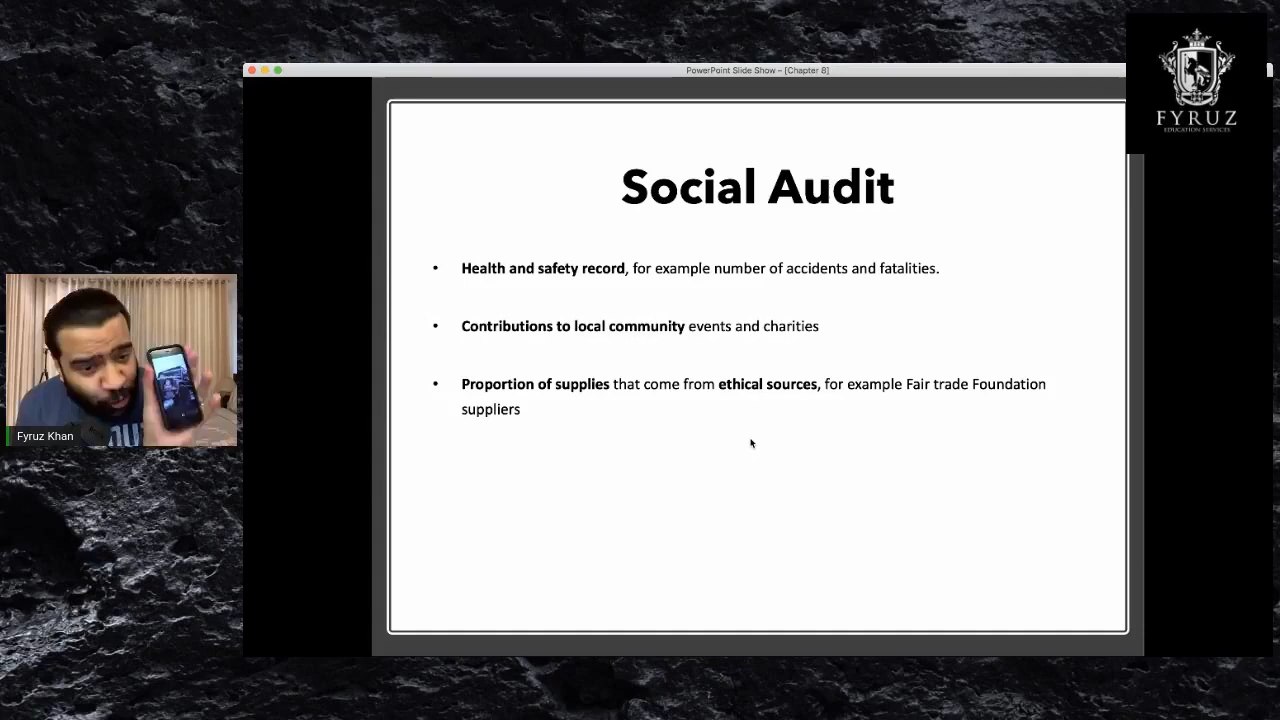 PowerPoint Slide Show – [Chapter 8]
FYRUZ
EDUCATION SERVICES
Social Audit
• Health and safety record, for example number of accidents and fatalities.
• Contributions to local community events and charities
• Proportion of supplies that come from ethical sources, for example Fair trade Foundation
suppliers
Fyruz Khan